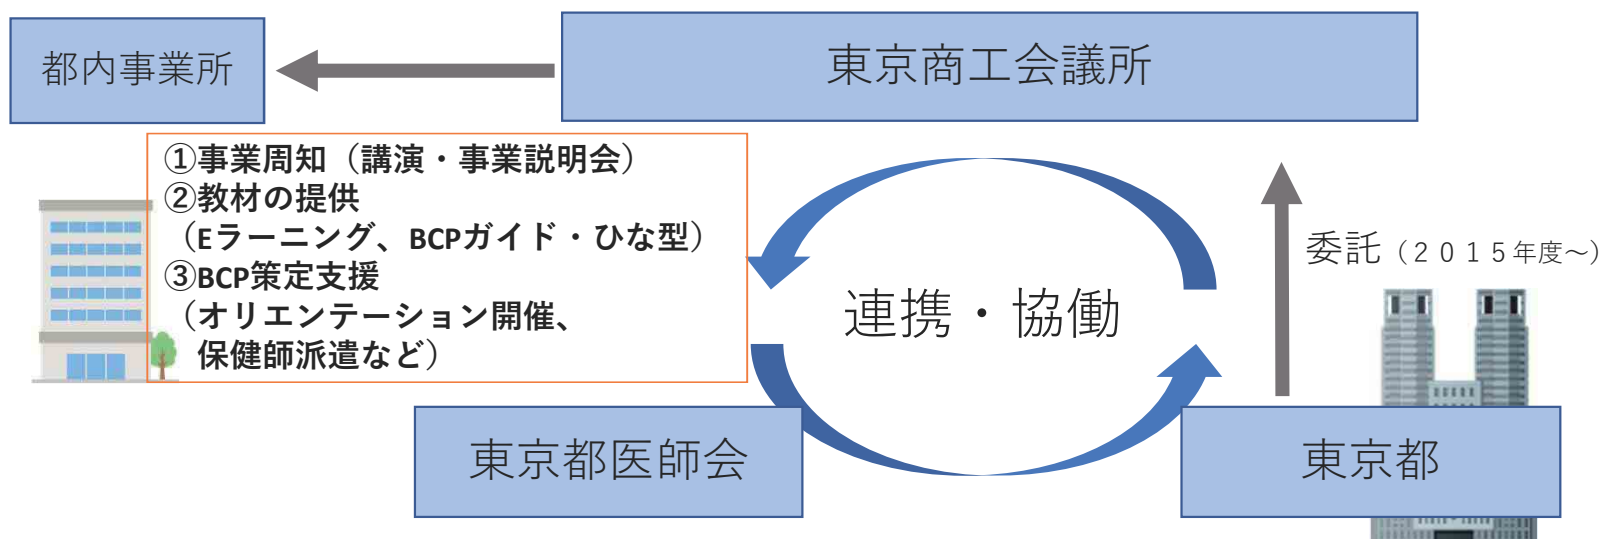 都内事業所
東京商工会議所
①事業周知（講演・事業説明会）
②教材の提供
（Eラーニング、BCPガイド・ひな型）
③BCP策定支援
（オリエンテーション開催、
保健師派遣など）
委託（２０１５年度～）
連携・協働
東京都医師会
東京都